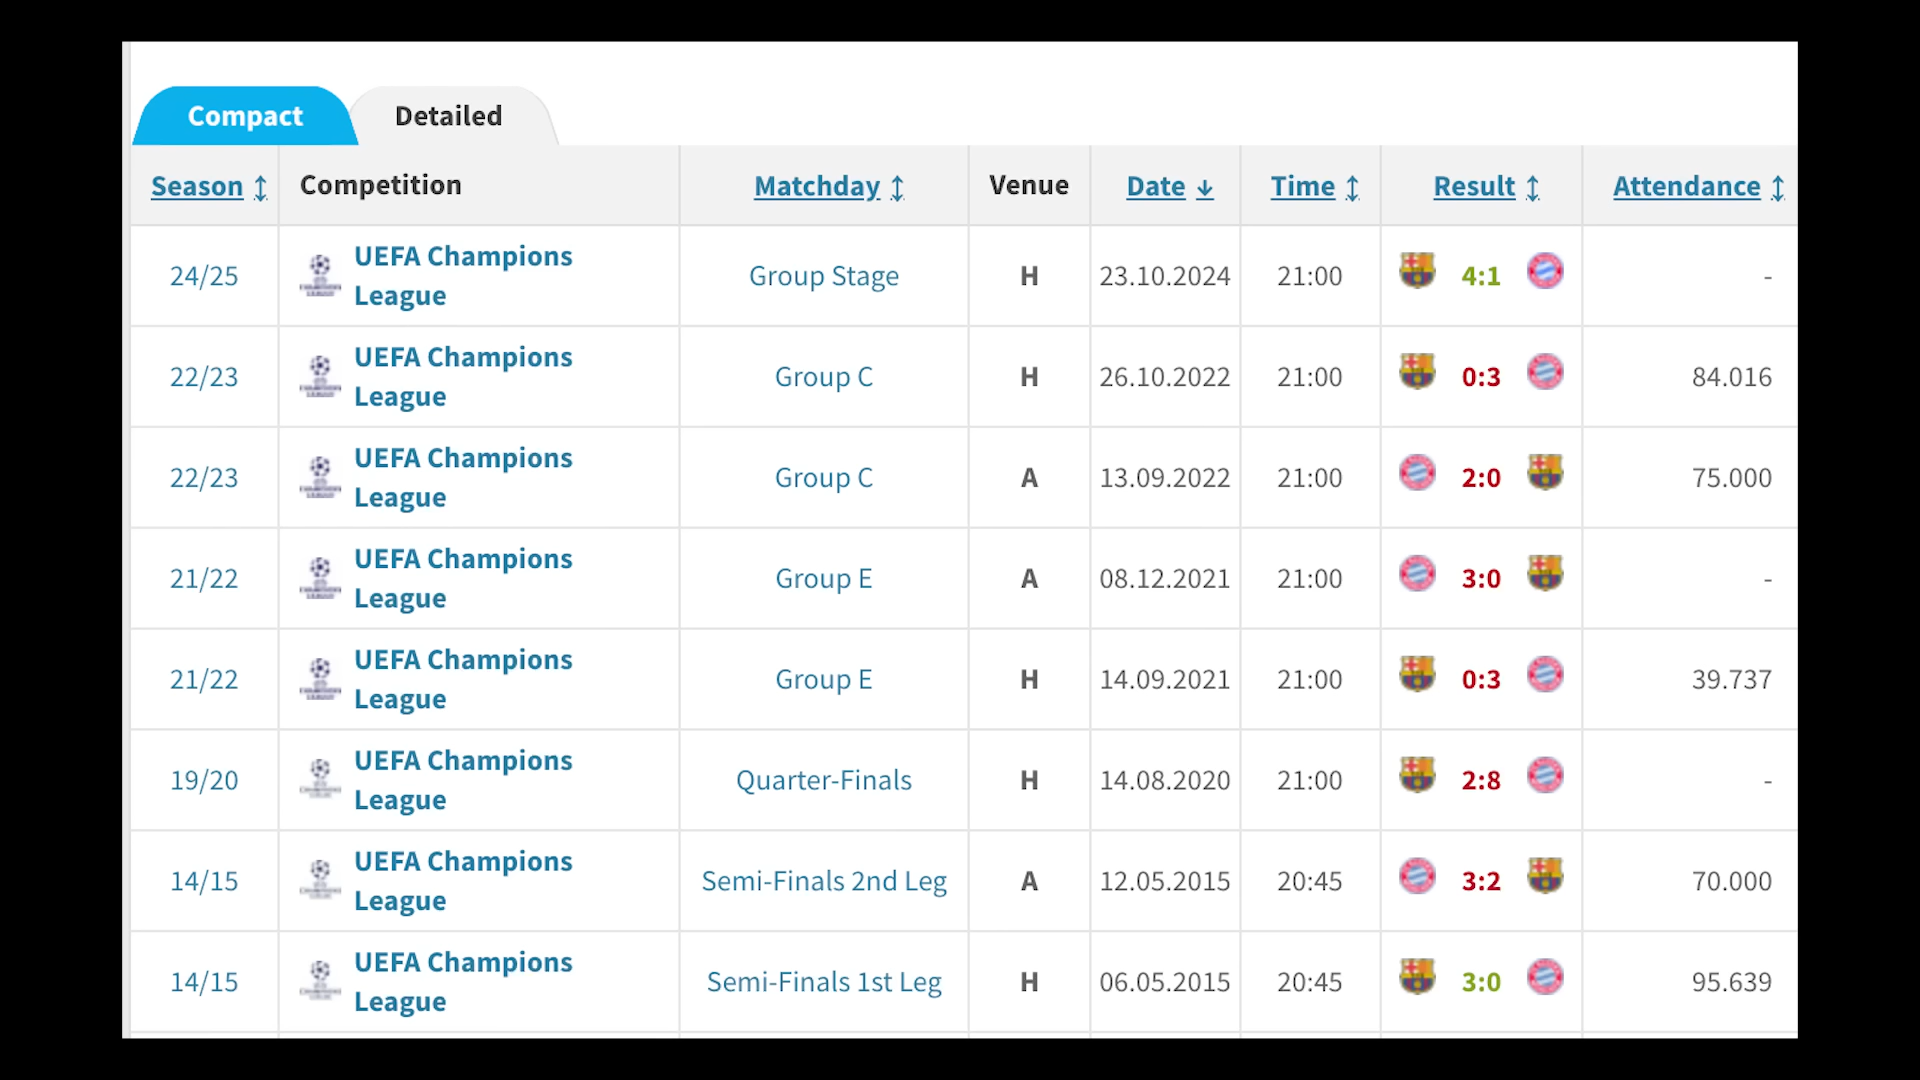 Compact Detailed
Season Competition Matchday Venue Date Time Result Attendance
24/25 UEFA Champions League Group Stage H 23.10.2024 21:00 4:1 -
22/23 UEFA Champions League Group C H 26.10.2022 21:00 0:3 84.016
22/23 UEFA Champions League Group C A 13.09.2022 21:00 2:0 75.000
21/22 UEFA Champions League Group E A 08.12.2021 21:00 3:0 -
21/22 UEFA Champions League Group E H 14.09.2021 21:00 0:3 39.737
19/20 UEFA Champions League Quarter-Finals H 14.08.2020 21:00 2:8 -
14/15 UEFA Champions League Semi-Finals 2nd Leg A 12.05.2015 20:45 3:2 70.000
14/15 UEFA Champions League Semi-Finals 1st Leg H 06.05.2015 20:45 3:0 95.639